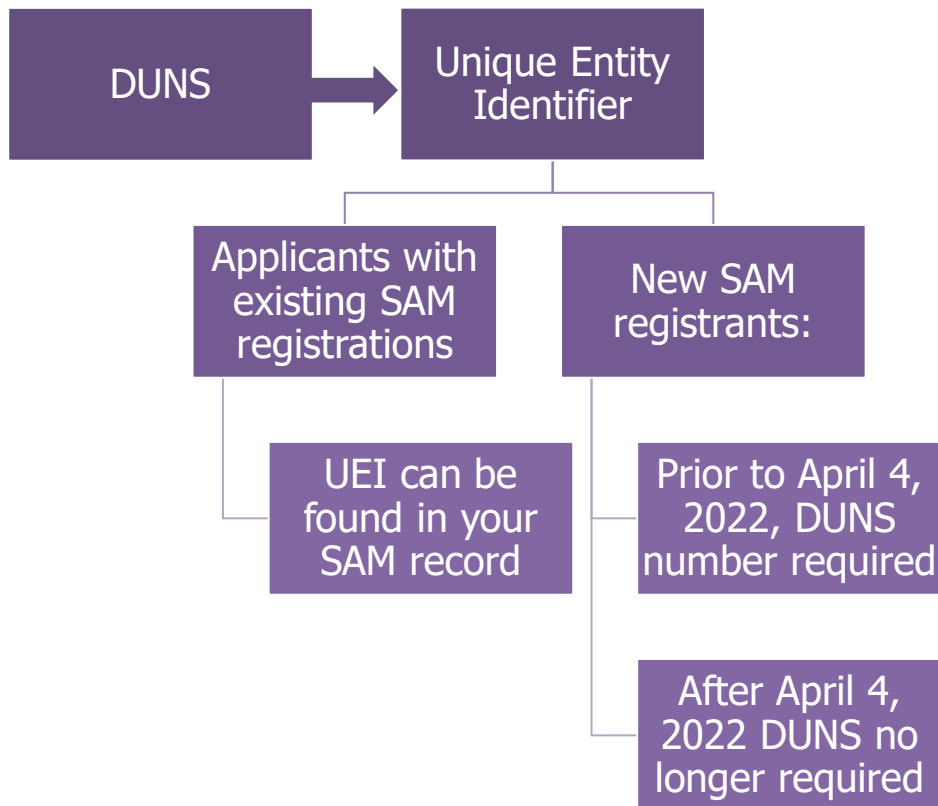 DUNS
Unique Entity
Identifier
Applicants with
existing SAM
registrations
New SAM
registrants:
UEI can be
found in your
SAM record
Prior to April 4,
2022, DUNS
number required
After April 4,
2022 DUNS no
longer required